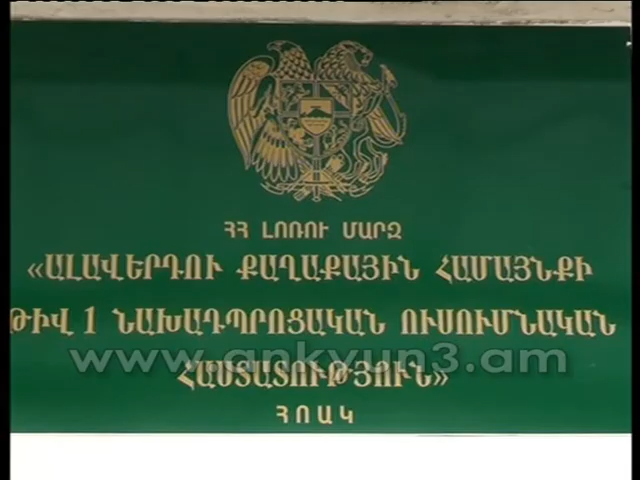 ՀՀ ԼՈՌՈՒ ՄԱՐԶ
«ԱԼԱՎԵՐԴՈՒ ՔԱՂԱՔԱՅԻՆ ՀԱՄԱՅՆՔԻ
ԹԻՎ 1 ՆԱԽԱԴՊՐՈՑԱԿԱՆ ՈՒՍՈՒՄՆԱԿԱՆ
www.ankyun3.am
ՀԱՍՏԱՏՈՒԹՅՈՒՆ»
ՀՈԱԿ